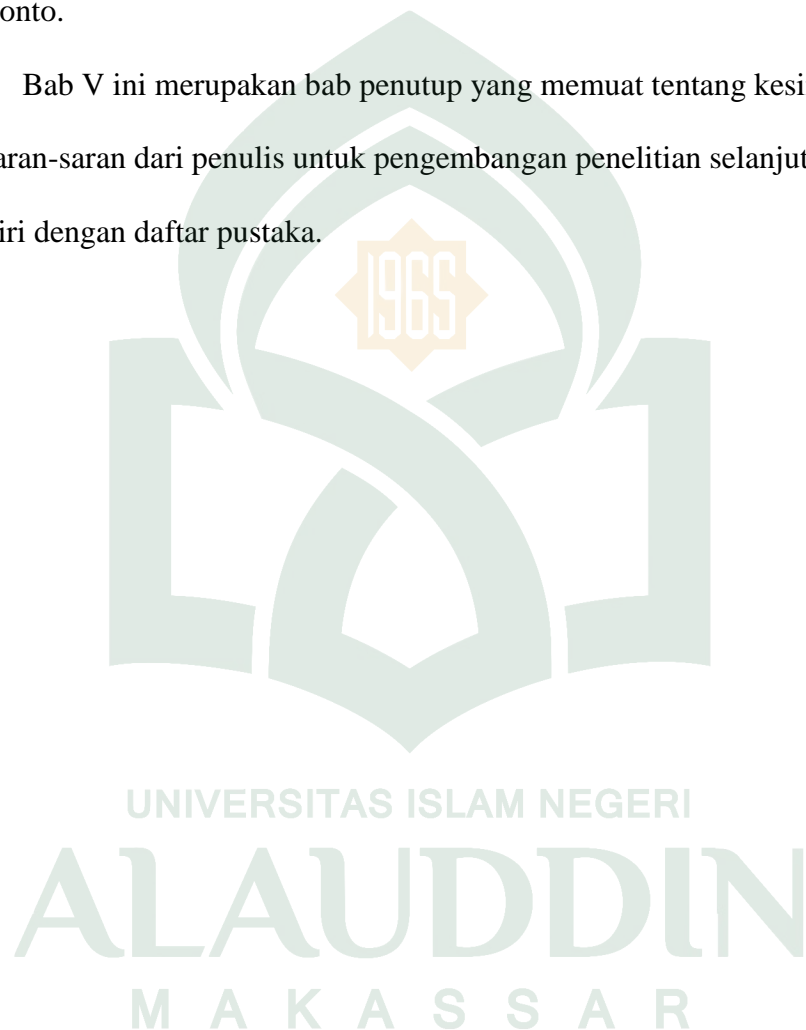 onto.
Bab V ini merupakan bab penutup yang memuat tentang kesi
aran-saran dari penulis untuk pengembangan penelitian selanjut
iri dengan daftar pustaka.
1965
UNIVERSITAS ISLAM NEGERI
ALAUDDIN
MAKASSAR